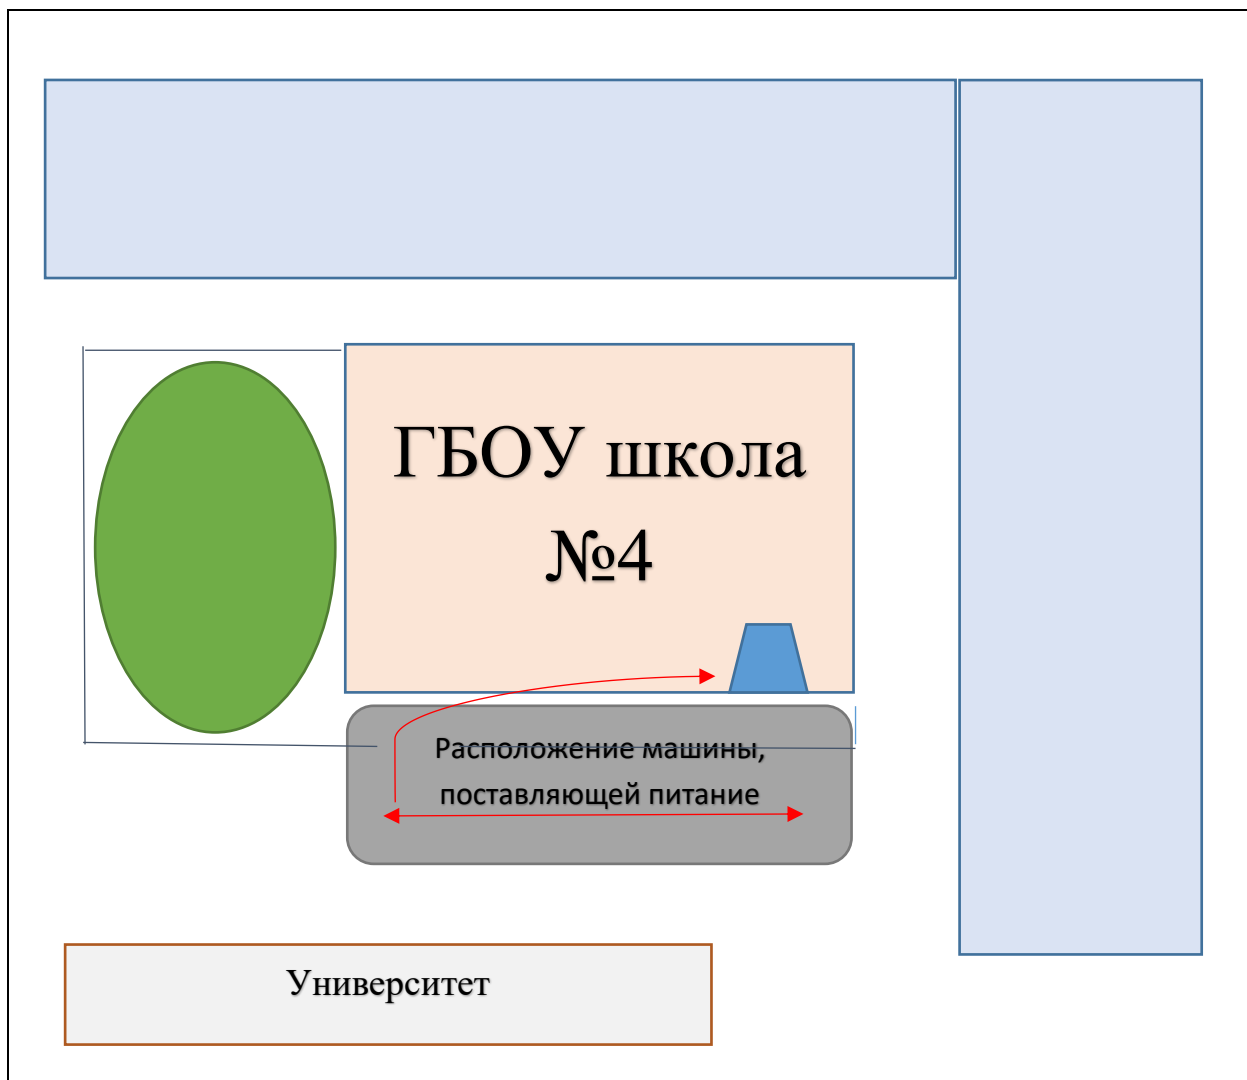 ГБОУ школа
№4
Расположение машины,
поставляющей питание
Университет